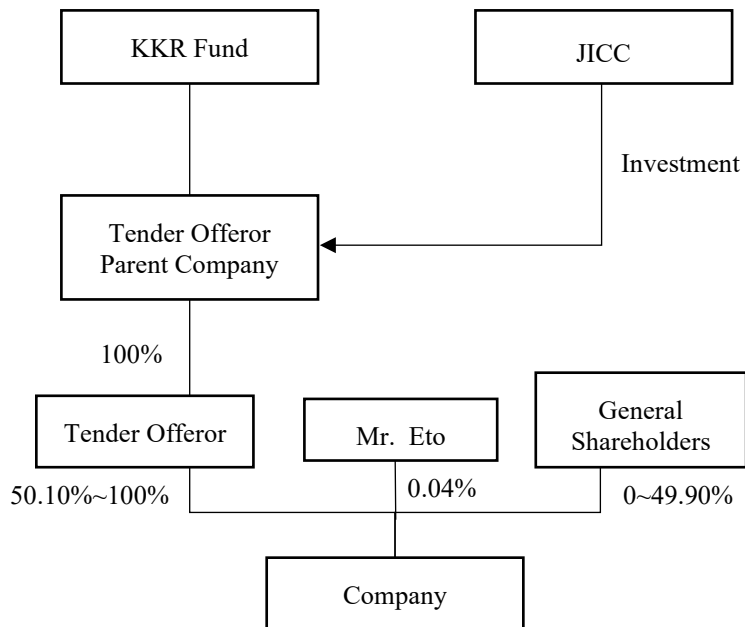 KKR Fund
JICC
Investment
Tender Offeror
Parent Company
100%
Tender Offeror
Mr. Eto
General
Shareholders
50.10%~100%
0.04%
0~49.90%
Company